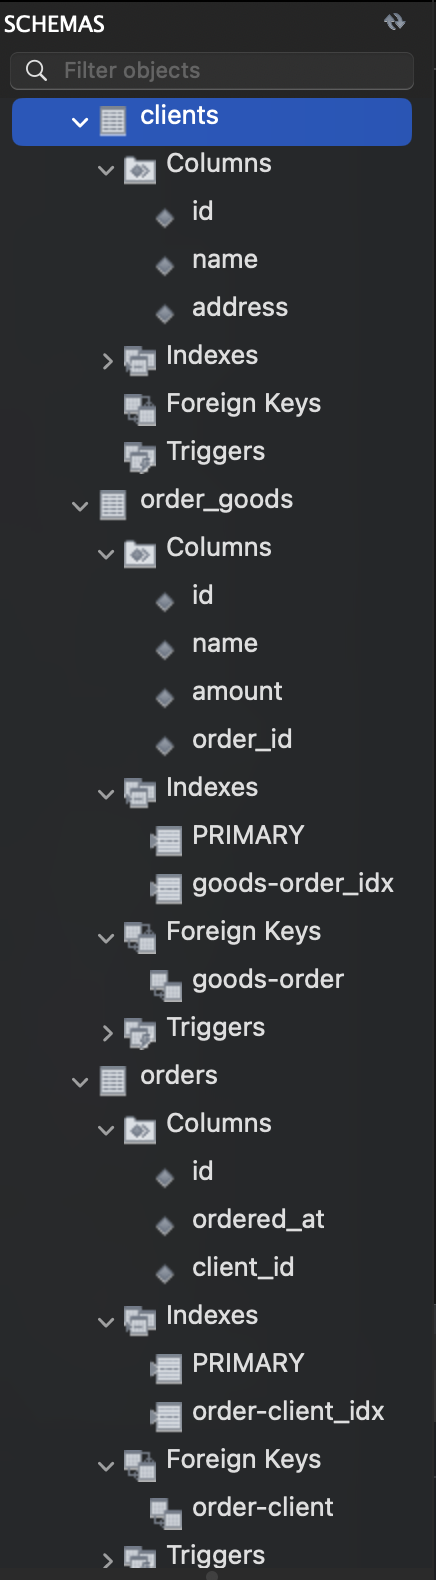 SCHEMAS
Filter objects
clients
Columns
id
name
address
Indexes
Foreign Keys
Triggers
order_goods
Columns
id
name
amount
order_id
Indexes
PRIMARY
goods-order_idx
Foreign Keys
goods-order
Triggers
orders
Columns
id
ordered_at
client_id
Indexes
PRIMARY
order-client_idx
Foreign Keys
order-client
Triggers